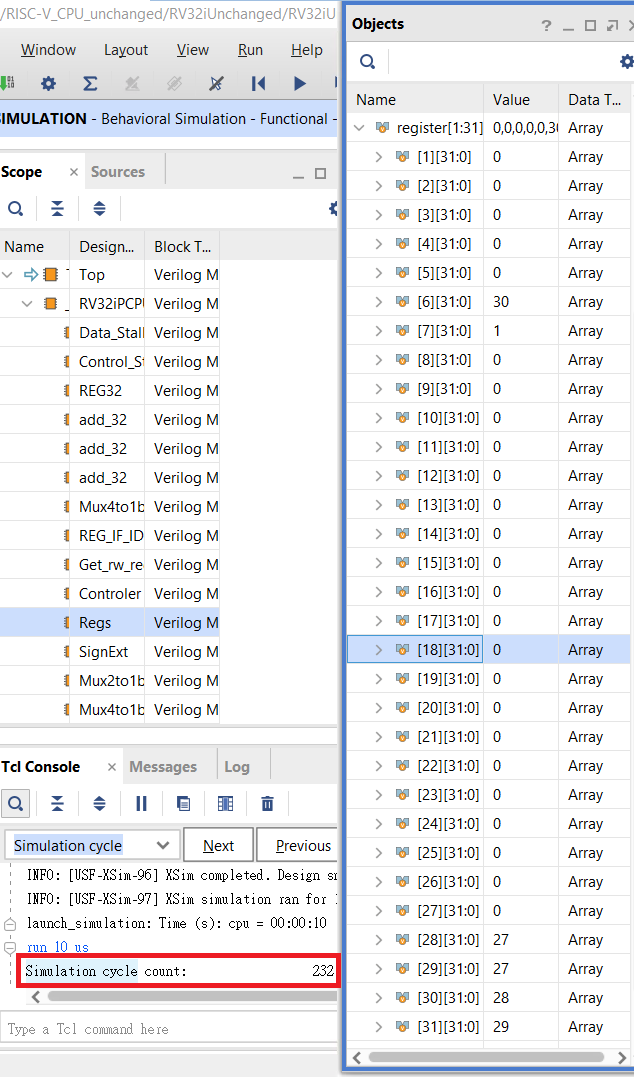 /RISC-V_CPU_unchanged/RV32iUnchanged/RV32iU
Window Layout View Run Help
SIMULATION - Behavioral Simulation - Functional -
Scope × Sources
Name Design... Block T...
Top Verilog M
RV32iPCPU Verilog M
Data_Stall Verilog M
Control_St Verilog M
REG32 Verilog M
add_32 Verilog M
add_32 Verilog M
add_32 Verilog M
Mux4to1b Verilog M
REG_IF_ID Verilog M
Get_rw_re Verilog M
Controler Verilog M
Regs Verilog M
SignExt Verilog M
Mux2to1b Verilog M
Mux4to1b Verilog M
Tcl Console × Messages Log
Simulation cycle Next Previous
INFO: [USF-XSim-96] XSim completed. Design sn
INFO: [USF-XSim-97] XSim simulation ran for 1
launch_simulation: Time (s): cpu = 00:00:10
run 10 us
Simulation cycle count: 232
Type a Tcl command here
Objects ?
Name Value Data T...
register[1:31] 0,0,0,0,0,30 Array
[1][31:0] 0 Array
[2][31:0] 0 Array
[3][31:0] 0 Array
[4][31:0] 0 Array
[5][31:0] 0 Array
[6][31:0] 30 Array
[7][31:0] 1 Array
[8][31:0] 0 Array
[9][31:0] 0 Array
[10][31:0] 0 Array
[11][31:0] 0 Array
[12][31:0] 0 Array
[13][31:0] 0 Array
[14][31:0] 0 Array
[15][31:0] 0 Array
[16][31:0] 0 Array
[17][31:0] 0 Array
[18][31:0] 0 Array
[19][31:0] 0 Array
[20][31:0] 0 Array
[21][31:0] 0 Array
[22][31:0] 0 Array
[23][31:0] 0 Array
[24][31:0] 0 Array
[25][31:0] 0 Array
[26][31:0] 0 Array
[27][31:0] 0 Array
[28][31:0] 27 Array
[29][31:0] 27 Array
[30][31:0] 28 Array
[31][31:0] 29 Array